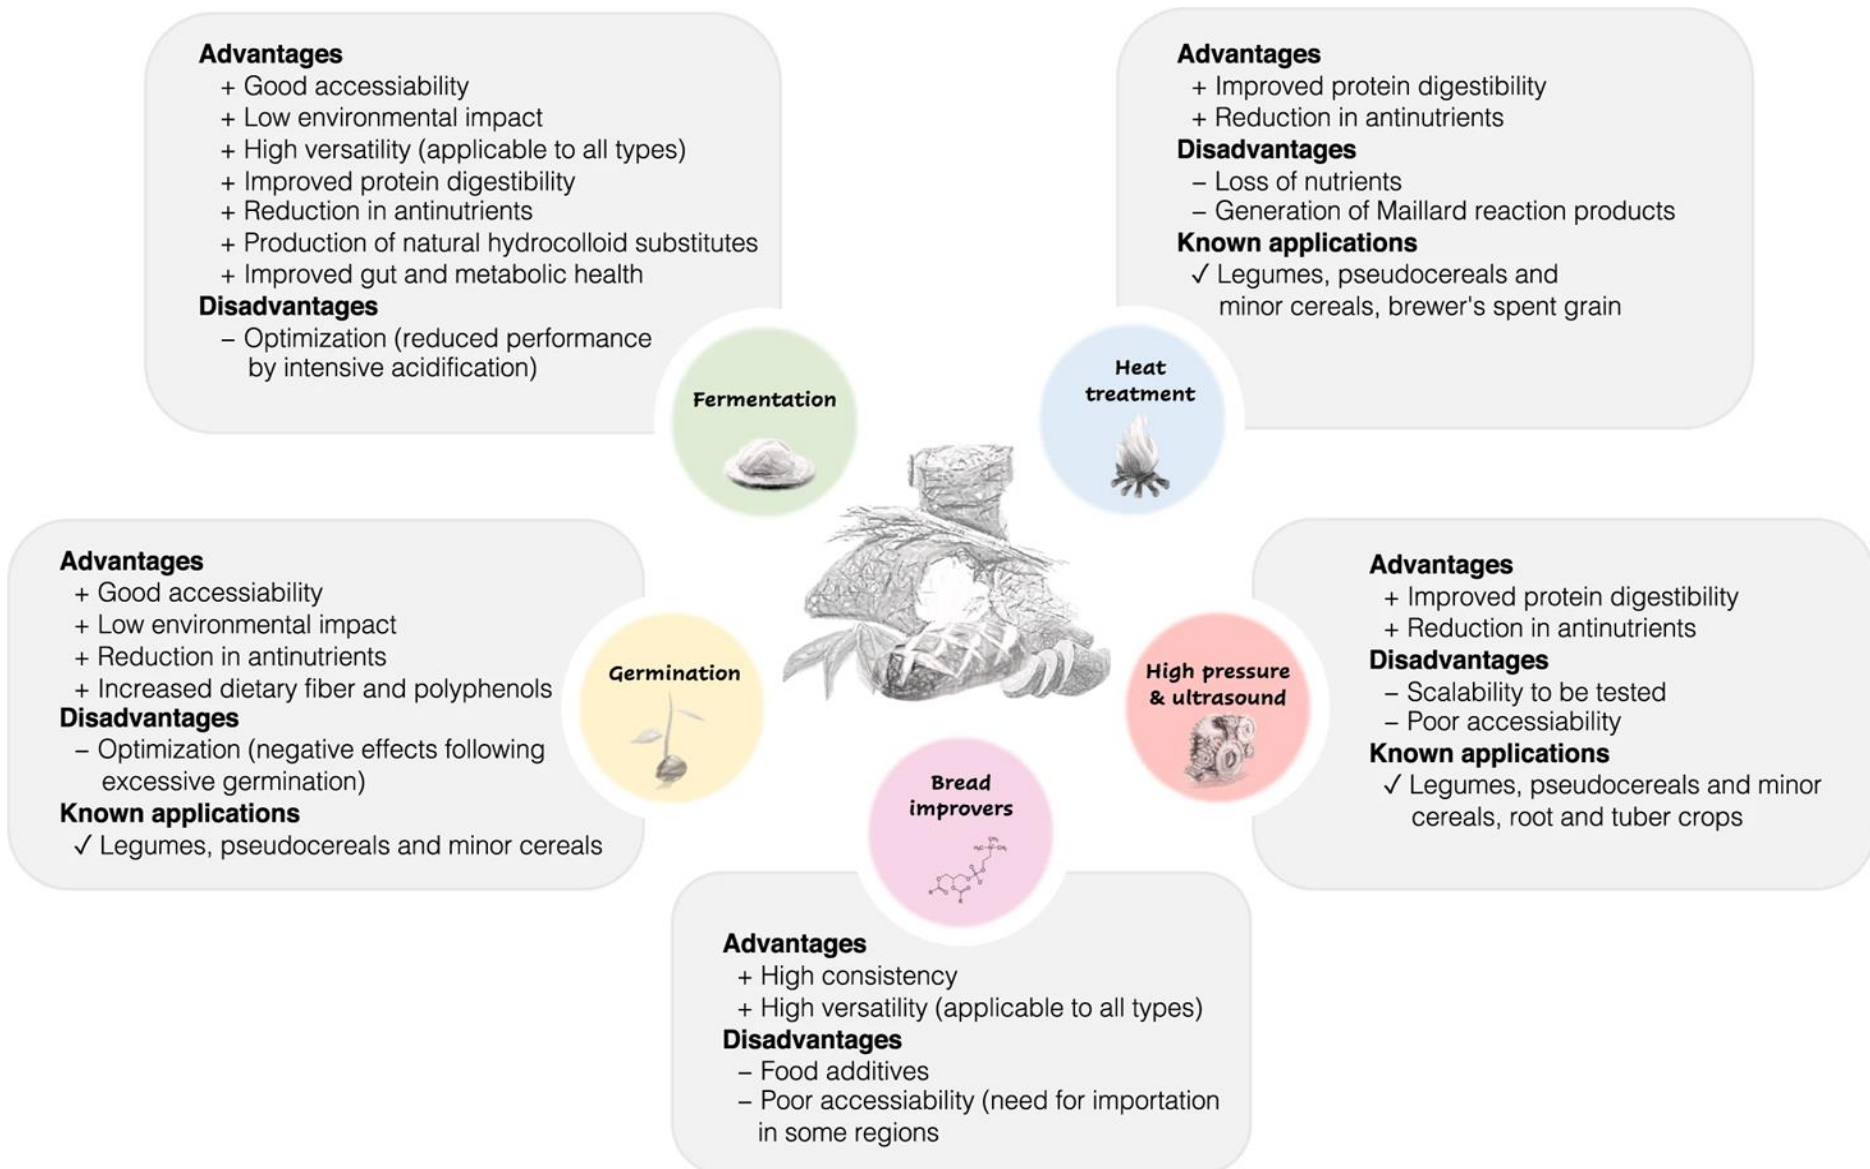 Advantages
+ Good accessiability
+ Low environmental impact
+ High versatility (applicable to all types)
+ Improved protein digestibility
+ Reduction in antinutrients
+ Production of natural hydrocolloid substitutes
+ Improved gut and metabolic health
Disadvantages
− Optimization (reduced performance
by intensive acidification)
Fermentation
Advantages
+ Improved protein digestibility
+ Reduction in antinutrients
Disadvantages
− Loss of nutrients
− Generation of Maillard reaction products
Known applications
✓ Legumes, pseudocereals and
minor cereals, brewer's spent grain
Heat
treatment
Advantages
+ Good accessiability
+ Low environmental impact
+ Reduction in antinutrients
+ Increased dietary fiber and polyphenols
Disadvantages
− Optimization (negative effects following
excessive germination)
Known applications
✓ Legumes, pseudocereals and minor cereals
Germination
High pressure
& ultrasound
Advantages
+ Improved protein digestibility
+ Reduction in antinutrients
Disadvantages
− Scalability to be tested
− Poor accessiability
Known applications
✓ Legumes, pseudocereals and minor
cereals, root and tuber crops
Bread
improvers
Advantages
+ High consistency
+ High versatility (applicable to all types)
Disadvantages
− Food additives
− Poor accessiability (need for importation
in some regions